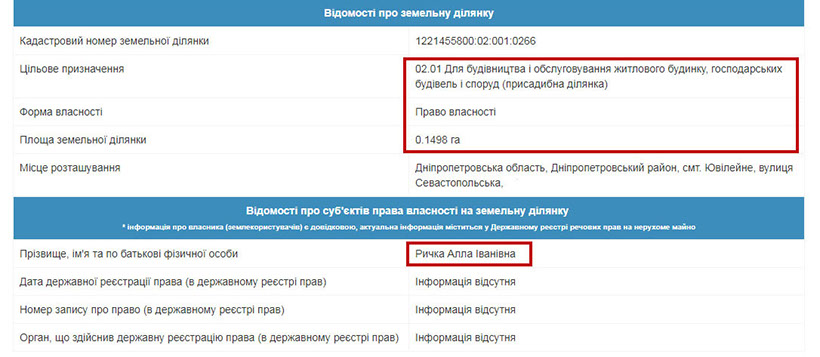 Відомості про земельну ділянку
Кадастровий номер земельної ділянки 1221455800:02:001:0266
Цільове призначення 02.01 Для будівництва і обслуговування житлового будинку, господарських
будівель і споруд (присадибна ділянка)
Форма власності Право власності
Площа земельної ділянки 0.1498 га
Місце розташування Дніпропетровська область, Дніпропетровський район, смт. Ювілейне, вулиця
Севастопольська,
Відомості про суб'єктів права власності на земельну ділянку
* інформація про власника (землекористувачів) є довідковою, актуальна інформація міститься у Державному реєстрі речових прав на нерухоме майно
Прізвище, ім'я та по батькові фізичної особи Ричка Алла Іванівна
Дата державної реєстрації права (в державному реєстрі прав) Інформація відсутня
Номер запису про право (в державному реєстрі прав) Інформація відсутня
Орган, що здійснив державну реєстрацію права (в державному реєстрі прав) Інформація відсутня